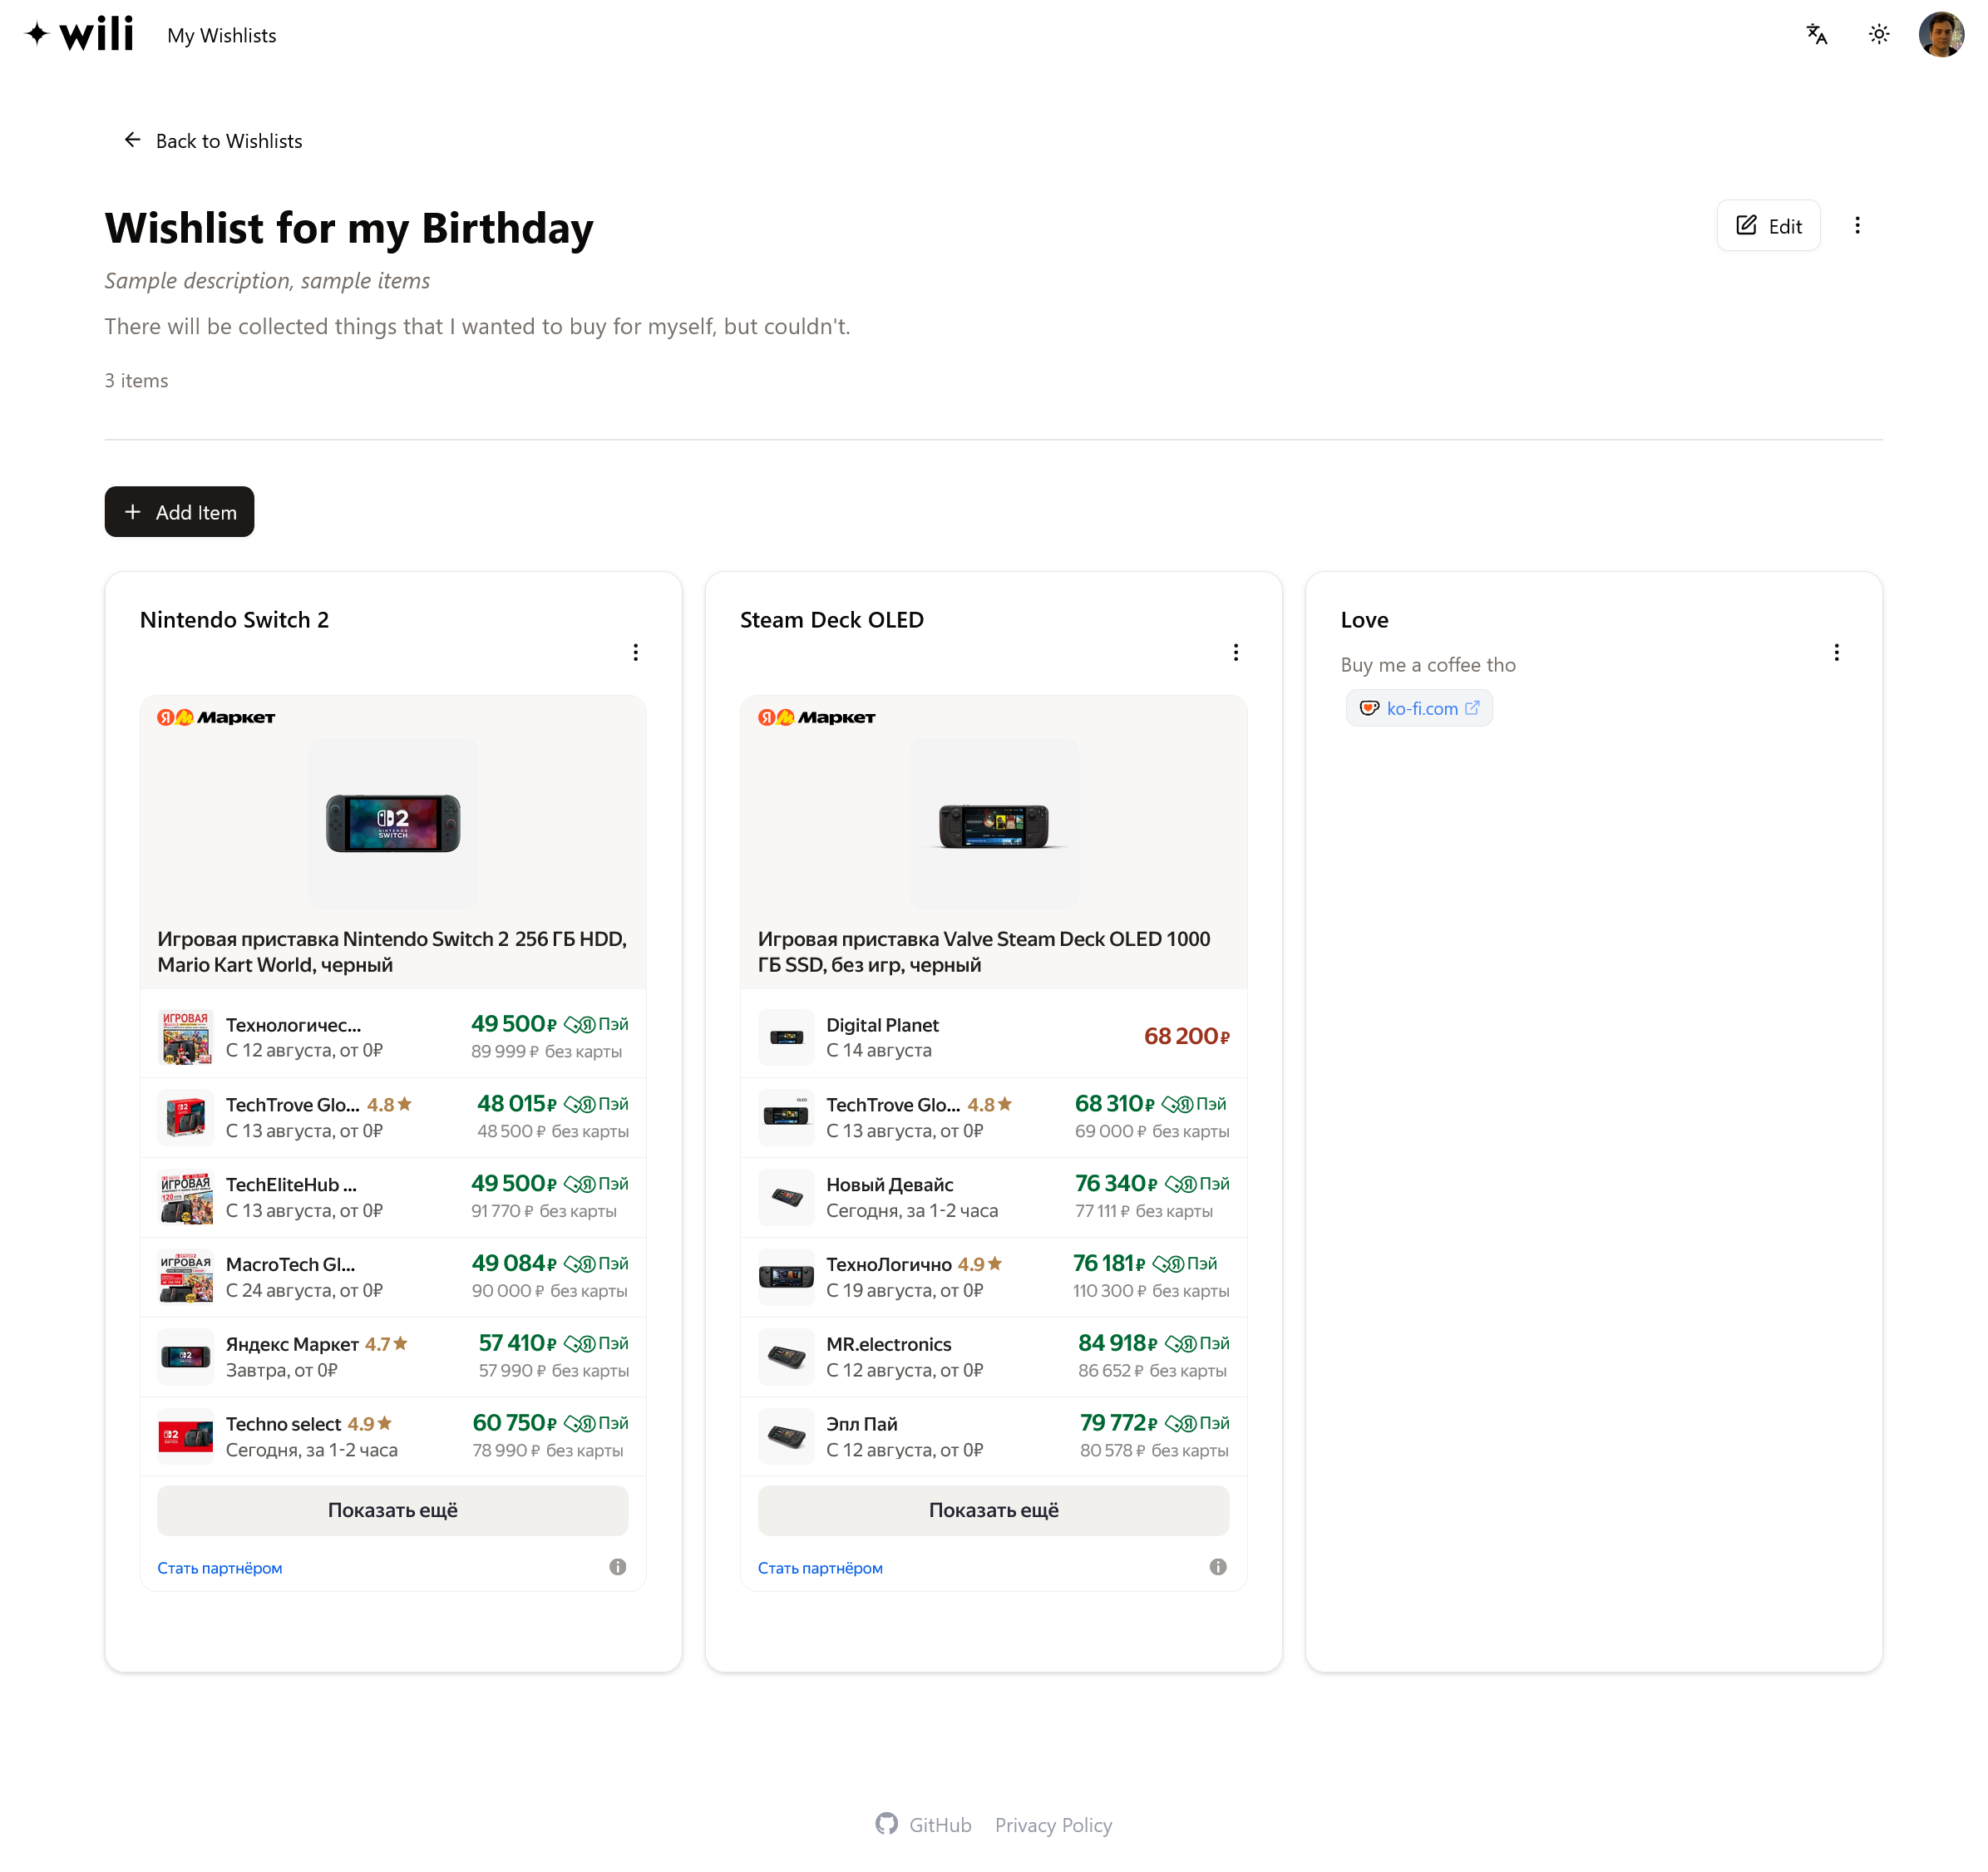 wili
My Wishlists
Back to Wishlists
Wishlist for my Birthday
Edit
Sample description, sample items
There will be collected things that I wanted to buy for myself, but couldn't.
3 items
Add Item
Nintendo Switch 2
Я М Маркет
2
NINTENDO
SWITCH
Игровая приставка Nintendo Switch 2 256 ГБ HDD,
Mario Kart World, черный
ИГРОВАЯ
Технологичес... 49 500₽ Я Пэй
С 12 августа, от 0₽ 89 999 ₽ без карты
TechTrove Glo... 4.8★ 48 015₽ Я Пэй
С 13 августа, от 0₽ 48 500 ₽ без карты
ИГРОВАЯ
TechEliteHub ... 49 500₽ Я Пэй
С 13 августа, от 0₽ 91 770 ₽ без карты
ИГРОВАЯ
MacroTech Gl... 49 084₽ Я Пэй
С 24 августа, от 0₽ 90 000 ₽ без карты
Яндекс Маркет 4.7★ 57 410₽ Я Пэй
Завтра, от 0₽ 57 990 ₽ без карты
Techno select 4.9★ 60 750₽ Я Пэй
Сегодня, за 1-2 часа 78 990 ₽ без карты
Показать ещё
Стать партнёром
Steam Deck OLED
Я М Маркет
Игровая приставка Valve Steam Deck OLED 1000
ГБ SSD, без игр, черный
Digital Planet 68 200₽
С 14 августа
TechTrove Glo... 4.8★ 68 310₽ Я Пэй
С 13 августа, от 0₽ 69 000 ₽ без карты
Новый Девайс 76 340₽ Я Пэй
Сегодня, за 1-2 часа 77 111 ₽ без карты
ТехноЛогично 4.9★ 76 181₽ Я Пэй
С 19 августа, от 0₽ 110 300 ₽ без карты
MR.electronics 84 918₽ Я Пэй
С 12 августа, от 0₽ 86 652 ₽ без карты
Эпл Пай 79 772₽ Я Пэй
С 12 августа, от 0₽ 80 578 ₽ без карты
Показать ещё
Стать партнёром
Love
Buy me a coffee tho
ko-fi.com
GitHub Privacy Policy